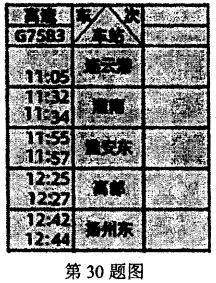 高速 车 次
G7583 车站
11:05 连云港
11:32
11:34 灌南
11:55
11:57 淮安东
12:25
12:27 高邮
12:42
12:44 扬州东
第30题图